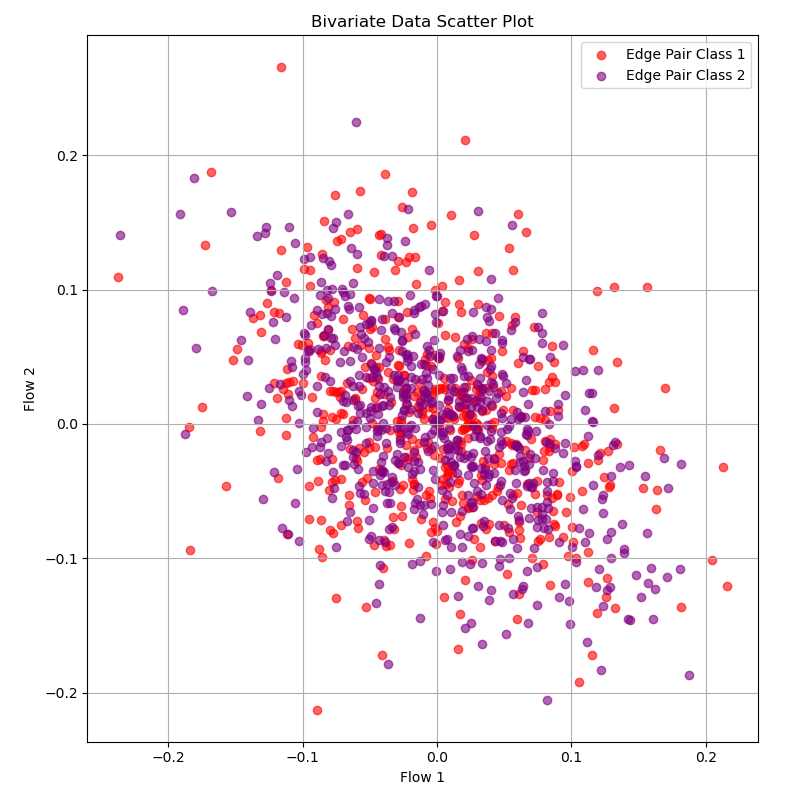 Bivariate Data Scatter Plot
Edge Pair Class 1
Edge Pair Class 2
0.2
0.1
0.0
−0.1
−0.2
Flow 2
−0.2
−0.1
0.0
0.1
0.2
Flow 1